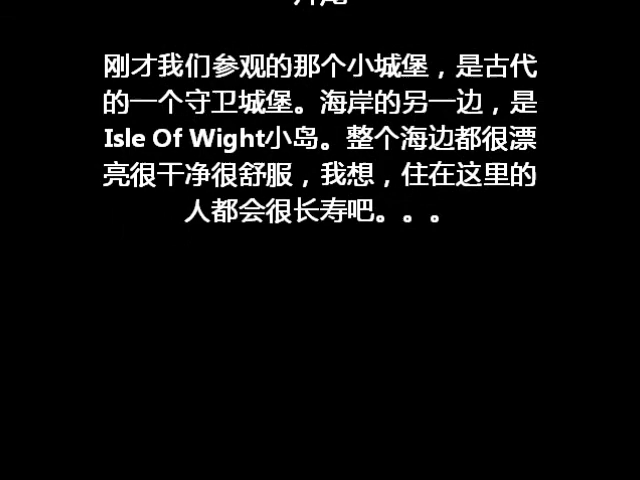 刚才我们参观的那个小城堡，是古代
的一个守卫城堡。海岸的另一边，是
Isle Of Wight小岛。整个海边都很漂
亮很干净很舒服，我想，住在这里的
人都会很长寿吧。。。